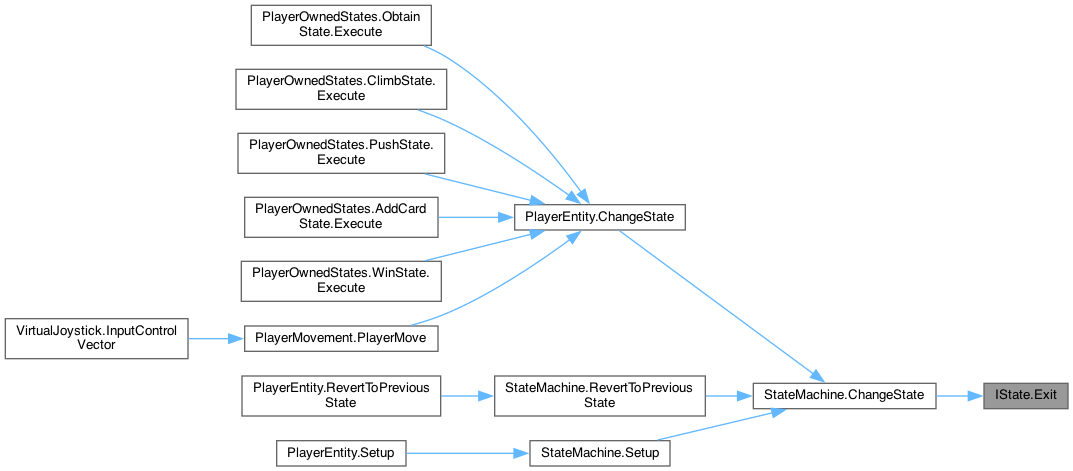 PlayerOwnedStates.Obtain
State.Execute
PlayerOwnedStates.ClimbState.
Execute
PlayerOwnedStates.PushState.
Execute
PlayerOwnedStates.AddCard
State.Execute
PlayerEntity.ChangeState
PlayerOwnedStates.WinState.
Execute
VirtualJoystick.InputControl
Vector
PlayerMovement.PlayerMove
PlayerEntity.RevertToPrevious
State
StateMachine.RevertToPrevious
State
StateMachine.ChangeState
IState.Exit
PlayerEntity.Setup
StateMachine.Setup